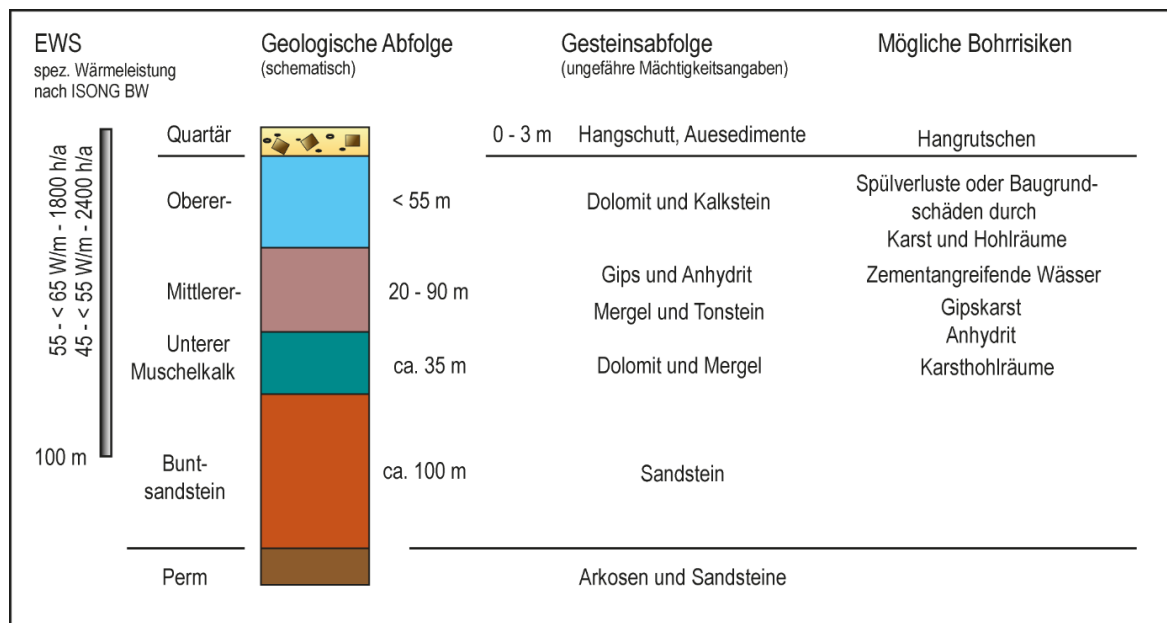 EWS
spez. Wärmeleistung
nach ISONG BW
Geologische Abfolge
(schematisch)
Gesteinsabfolge
(ungefähre Mächtigkeitsangaben)
Mögliche Bohrrisiken
55 - < 65 W/m - 1800 h/a
45 - < 55 W/m - 2400 h/a
100 m
Quartär
0 - 3 m
Hangschutt, Auesedimente
Hangrutschen
Oberer-
< 55 m
Dolomit und Kalkstein
Spülverluste oder Baugrund-
schäden durch
Karst und Hohlräume
Mittlerer-
20 - 90 m
Gips und Anhydrit
Mergel und Tonstein
Zementangreifende Wässer
Gipskarst
Anhydrit
Unterer
Muschelkalk
ca. 35 m
Dolomit und Mergel
Karsthohlräume
Bunt-
sandstein
ca. 100 m
Sandstein
Perm
Arkosen und Sandsteine